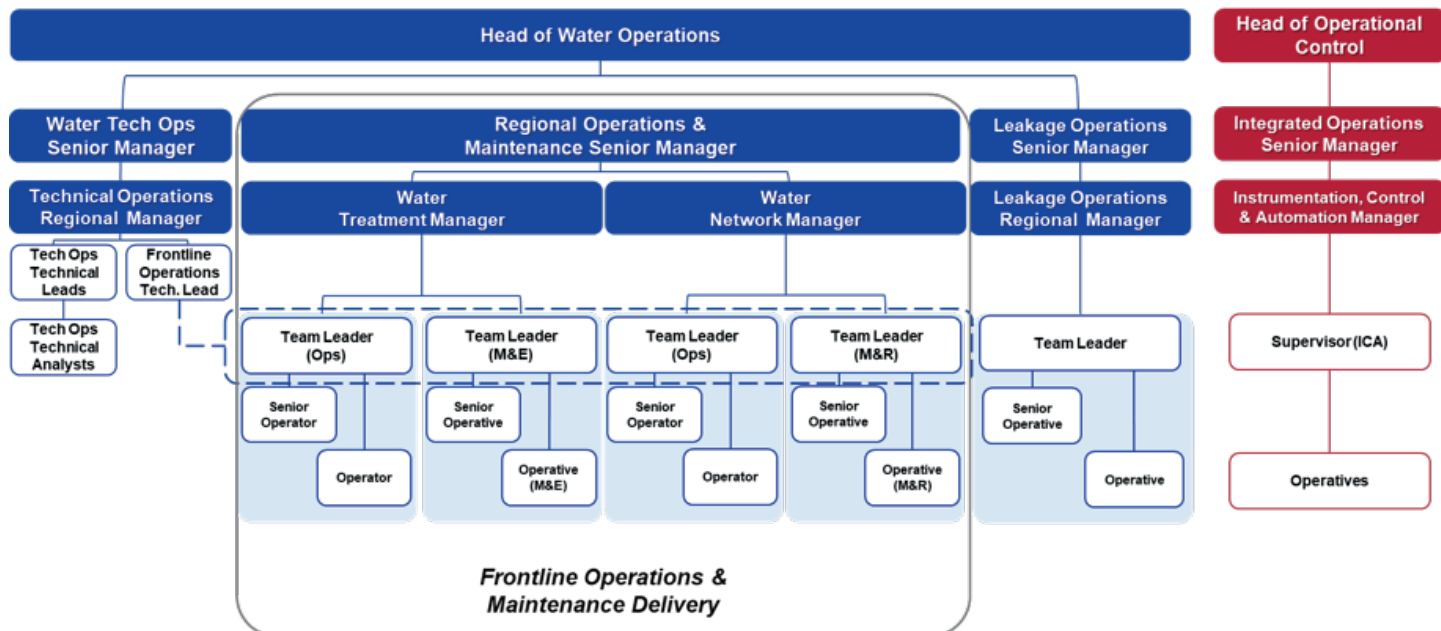 Head of Water Operations
Head of Operational
Control
Water Tech Ops
Senior Manager
Regional Operations &
Maintenance Senior Manager
Leakage Operations
Senior Manager
Integrated Operations
Senior Manager
Technical Operations
Regional Manager
Water
Treatment Manager
Water
Network Manager
Leakage Operations
Regional Manager
Instrumentation, Control
& Automation Manager
Tech Ops
Technical
Leads
Frontline
Operations
Tech. Lead
Tech Ops
Technical
Analysts
Team Leader
(Ops)
Team Leader
(M&E)
Team Leader
(Ops)
Team Leader
(M&R)
Team Leader
Supervisor (ICA)
Senior
Operator
Senior
Operative
Senior
Operator
Senior
Operative
Senior
Operative
Operator
Operative
(M&E)
Operator
Operative
(M&R)
Operative
Operatives
Frontline Operations &
Maintenance Delivery